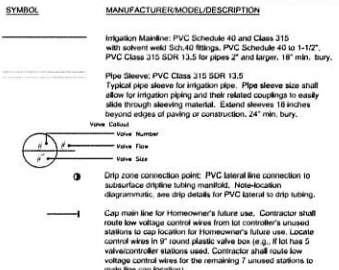 SYMBOL MANUFACTURER/MODEL/DESCRIPTION
Irrigation Mainline: PVC Schedule 40 and Class 315
with solvent weld Sch.40 fittings. PVC Schedule 40 to 1-1/2",
PVC Class 315 SDR 13.5 for pipes 2" and larger. 18" min. bury.
Pipe Sleeve: PVC Class 315 SDR 13.5
Typical pipe sleeve for irrigation pipe. Pipe sleeve size shall
allow for irrigation piping and their related couplings to easily
slide through sleeving material. Extend sleeves 18 inches
beyond edges of paving or construction. 24" min. bury.
Valve Callout
Valve Number
# #
Valve Flow
#"
Valve Size
Drip zone connection point: PVC lateral line connection to
subsurface dripline tubing manifold. Note-location
diagrammatic, see drip details for PVC lateral to drip tubing.
Cap main line for Homeowner's future use. Contractor shall
route low voltage control wires from lot controller's unused
stations to cap location for Homeowner's future use. Locate
control wires in 9" round plastic valve box (e.g., if lot has 5
valve/controller stations used, Contractor shall route low
voltage control wires for the remaining 7 unused stations to
main line cap location)